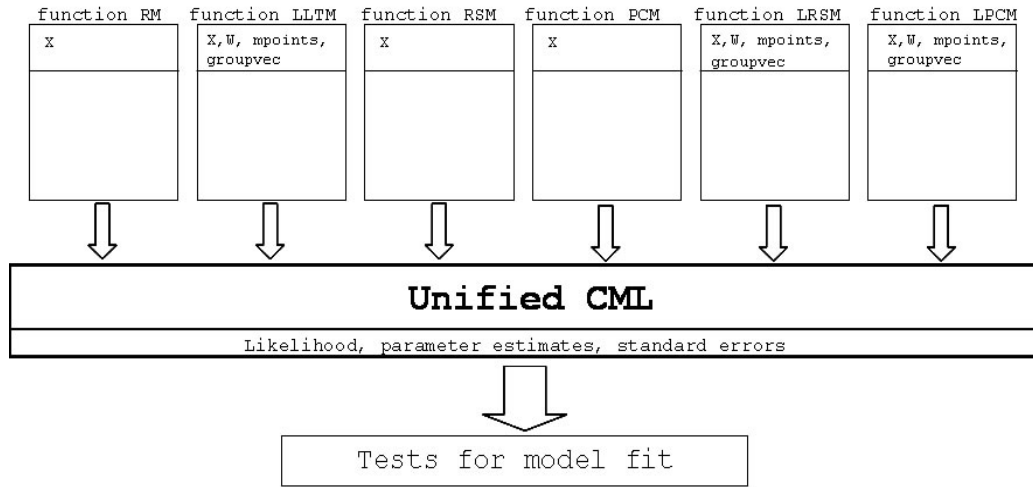 function RM function LLTM function RSM function PCM function LRSM function LPCM
X X,W, mpoints, X X X,W, mpoints, X,W, mpoints,
groupvec groupvec groupvec
Unified CML
Likelihood, parameter estimates, standard errors
Tests for model fit